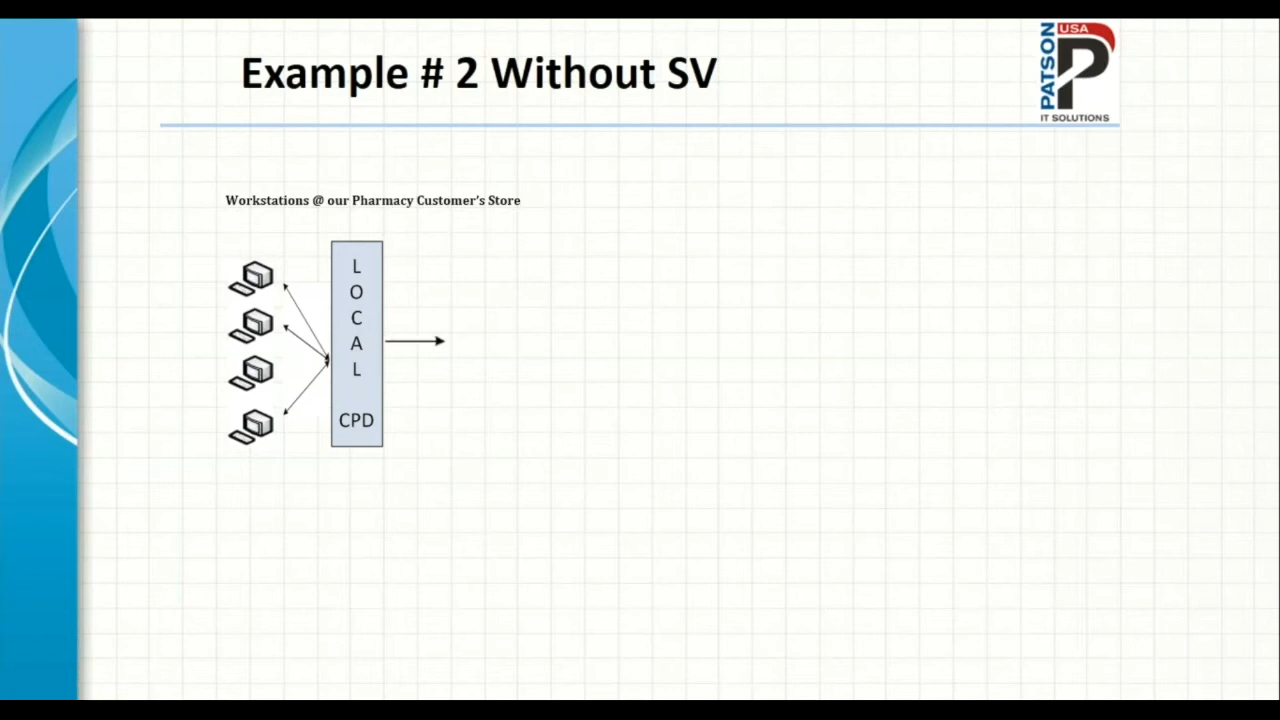 Example # 2 Without SV
PATSON
USA
P
IT SOLUTIONS
Workstations @ our Pharmacy Customer's Store
L
O
C
A
L
CPD